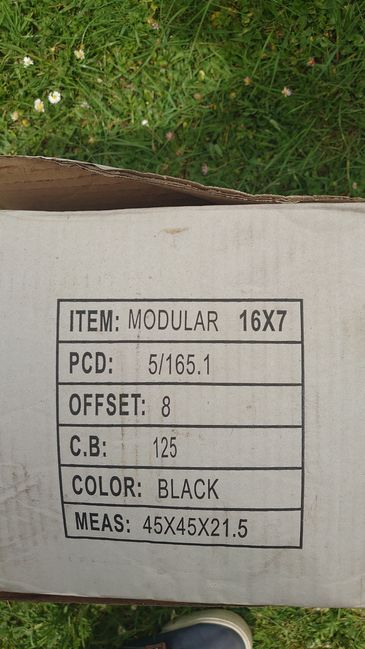 ITEM: MODULAR 16X7
PCD: 5/165.1
OFFSET: 8
C.B: 125
COLOR: BLACK
MEAS: 45X45X21.5